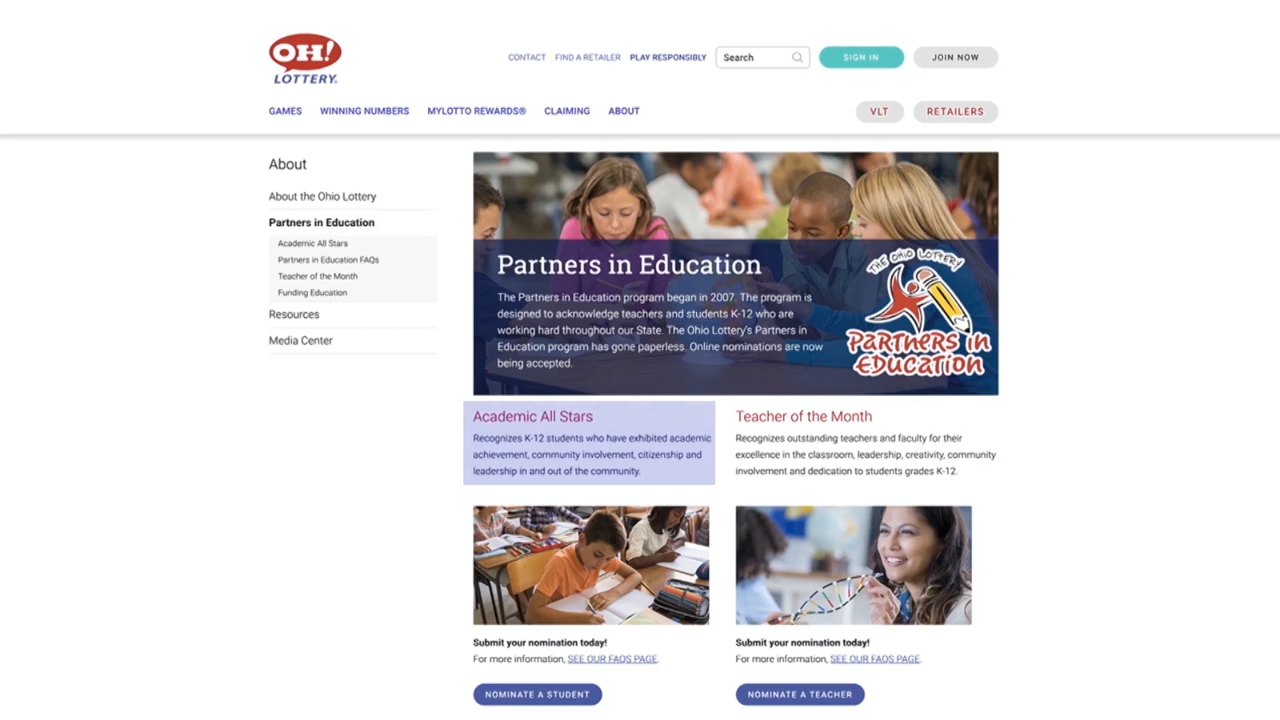 OH!
LOTTERY.
CONTACT FIND A RETAILER PLAY RESPONSIBLY Search SIGN IN JOIN NOW
GAMES WINNING NUMBERS MYLOTTO REWARDS® CLAIMING ABOUT VLT RETAILERS
About
About the Ohio Lottery
Partners in Education
Academic All Stars
Partners in Education FAQs
Teacher of the Month
Funding Education
Resources
Media Center
Partners in Education
The Partners in Education program began in 2007. The program is
designed to acknowledge teachers and students K-12 who are
working hard throughout our State. The Ohio Lottery's Partners in
Education program has gone paperless. Online nominations are now
being accepted.
THE OHIO LOTTERY
PARTNERS in
EDUCATION
Academic All Stars
Recognizes K-12 students who have exhibited academic
achievement, community involvement, citizenship and
leadership in and out of the community.
Teacher of the Month
Recognizes outstanding teachers and faculty for their
excellence in the classroom, leadership, creativity, community
involvement and dedication to students grades K-12.
Submit your nomination today!
For more information, SEE OUR FAQS PAGE.
NOMINATE A STUDENT
Submit your nomination today!
For more information, SEE OUR FAQS PAGE.
NOMINATE A TEACHER